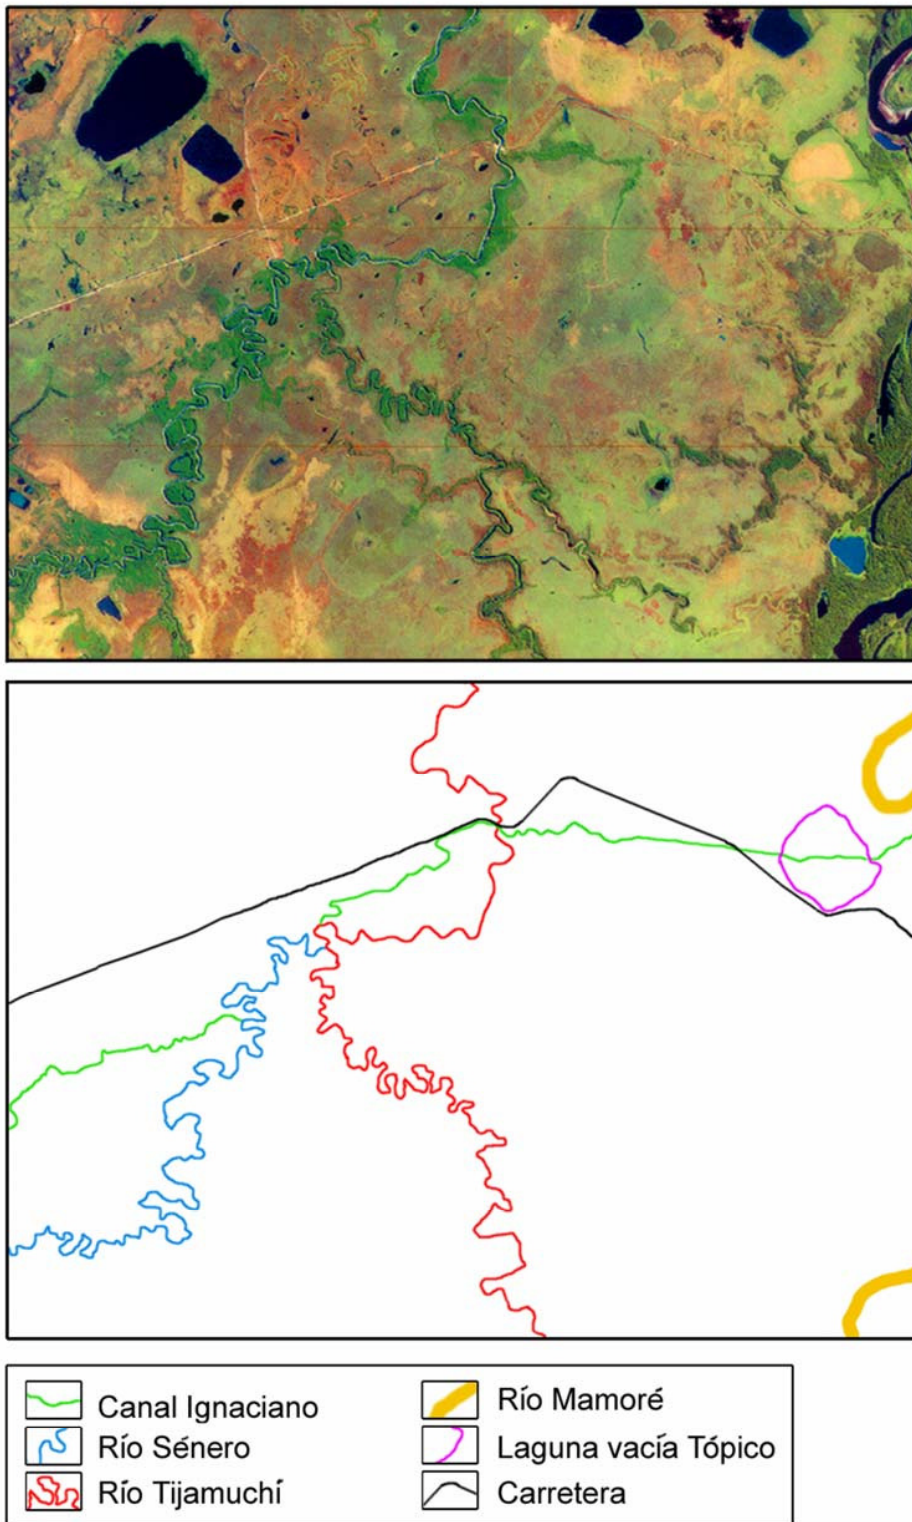 Canal Ignaciano
Río Sénero
Río Tijamuchí
Río Mamoré
Laguna vacía Tópico
Carretera